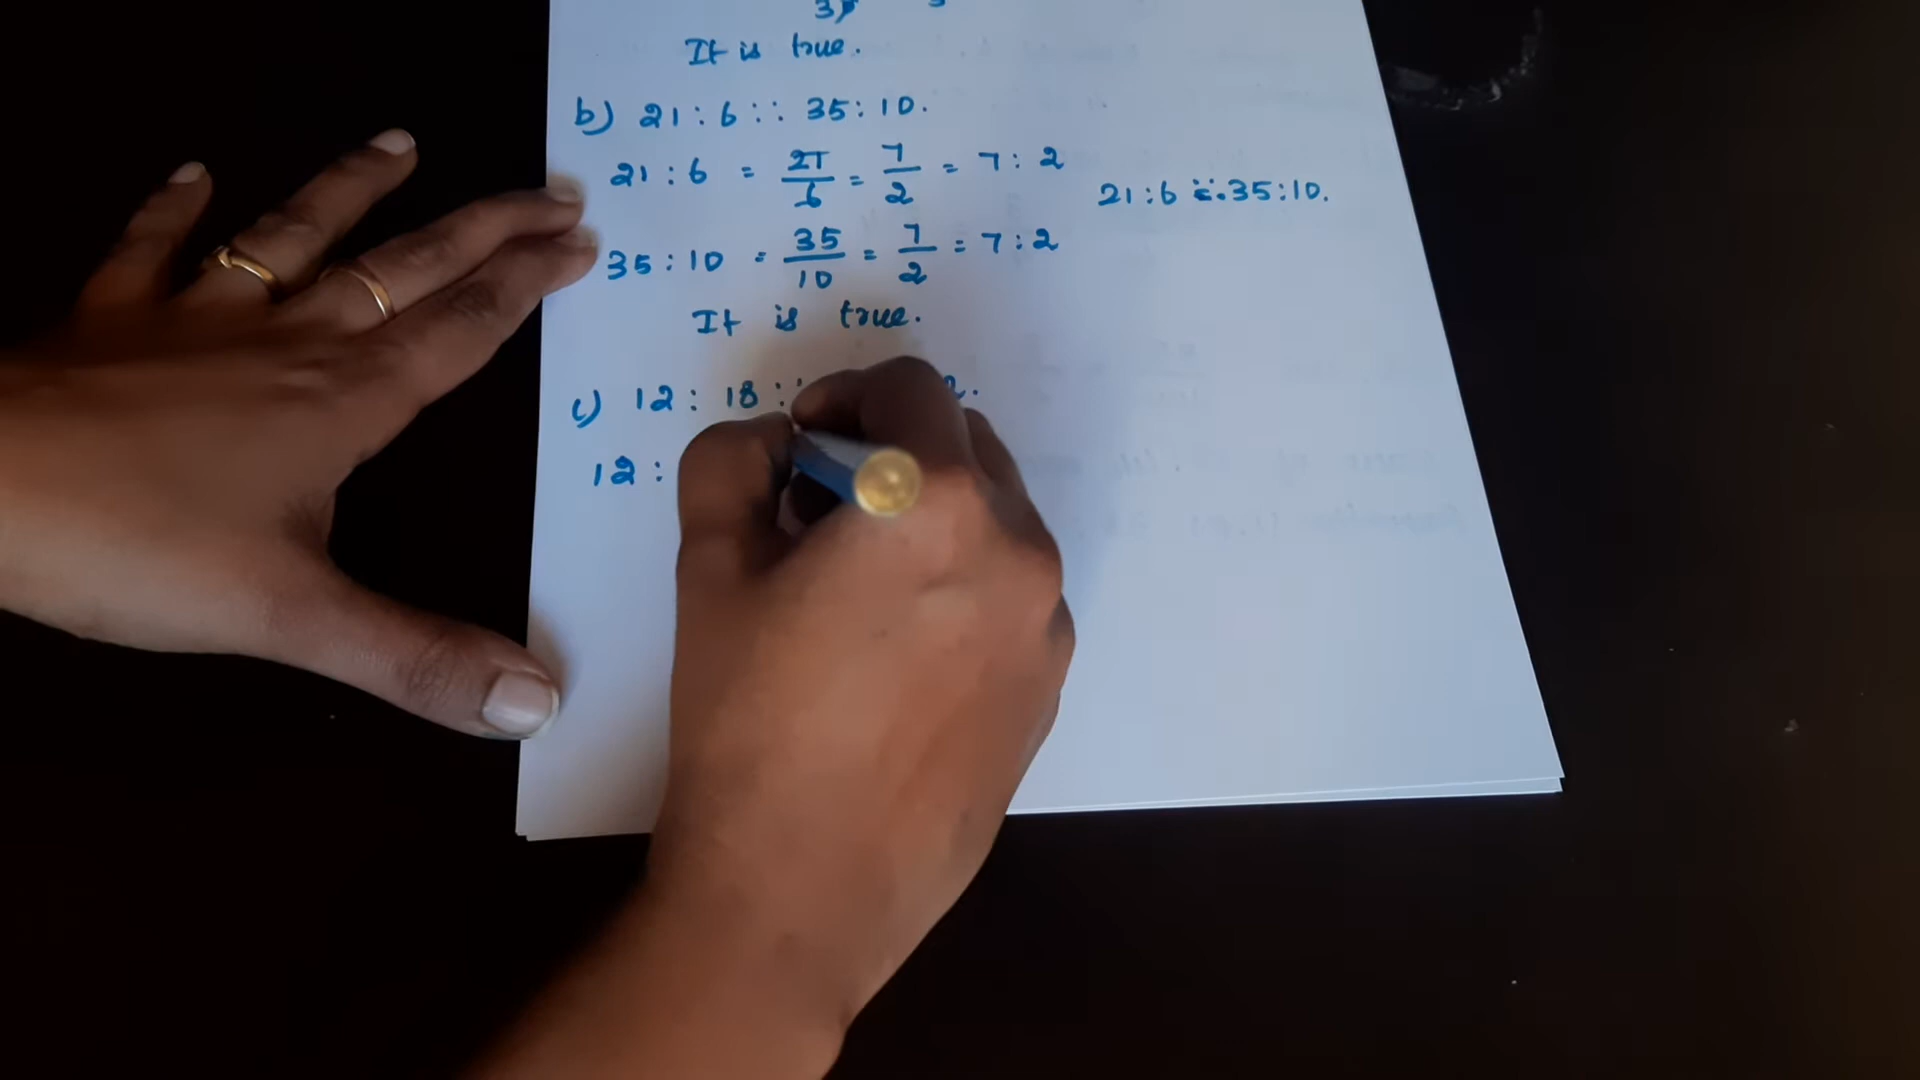 It is true.
b) 21 : 6 :: 35 : 10.
21 : 6 = 21/6 = 7/2 = 7 : 2
21 : 6 :: 35 : 10.
35 : 10 = 35/10 = 7/2 = 7 : 2
It is true.
c) 12 : 18 ::
12 :